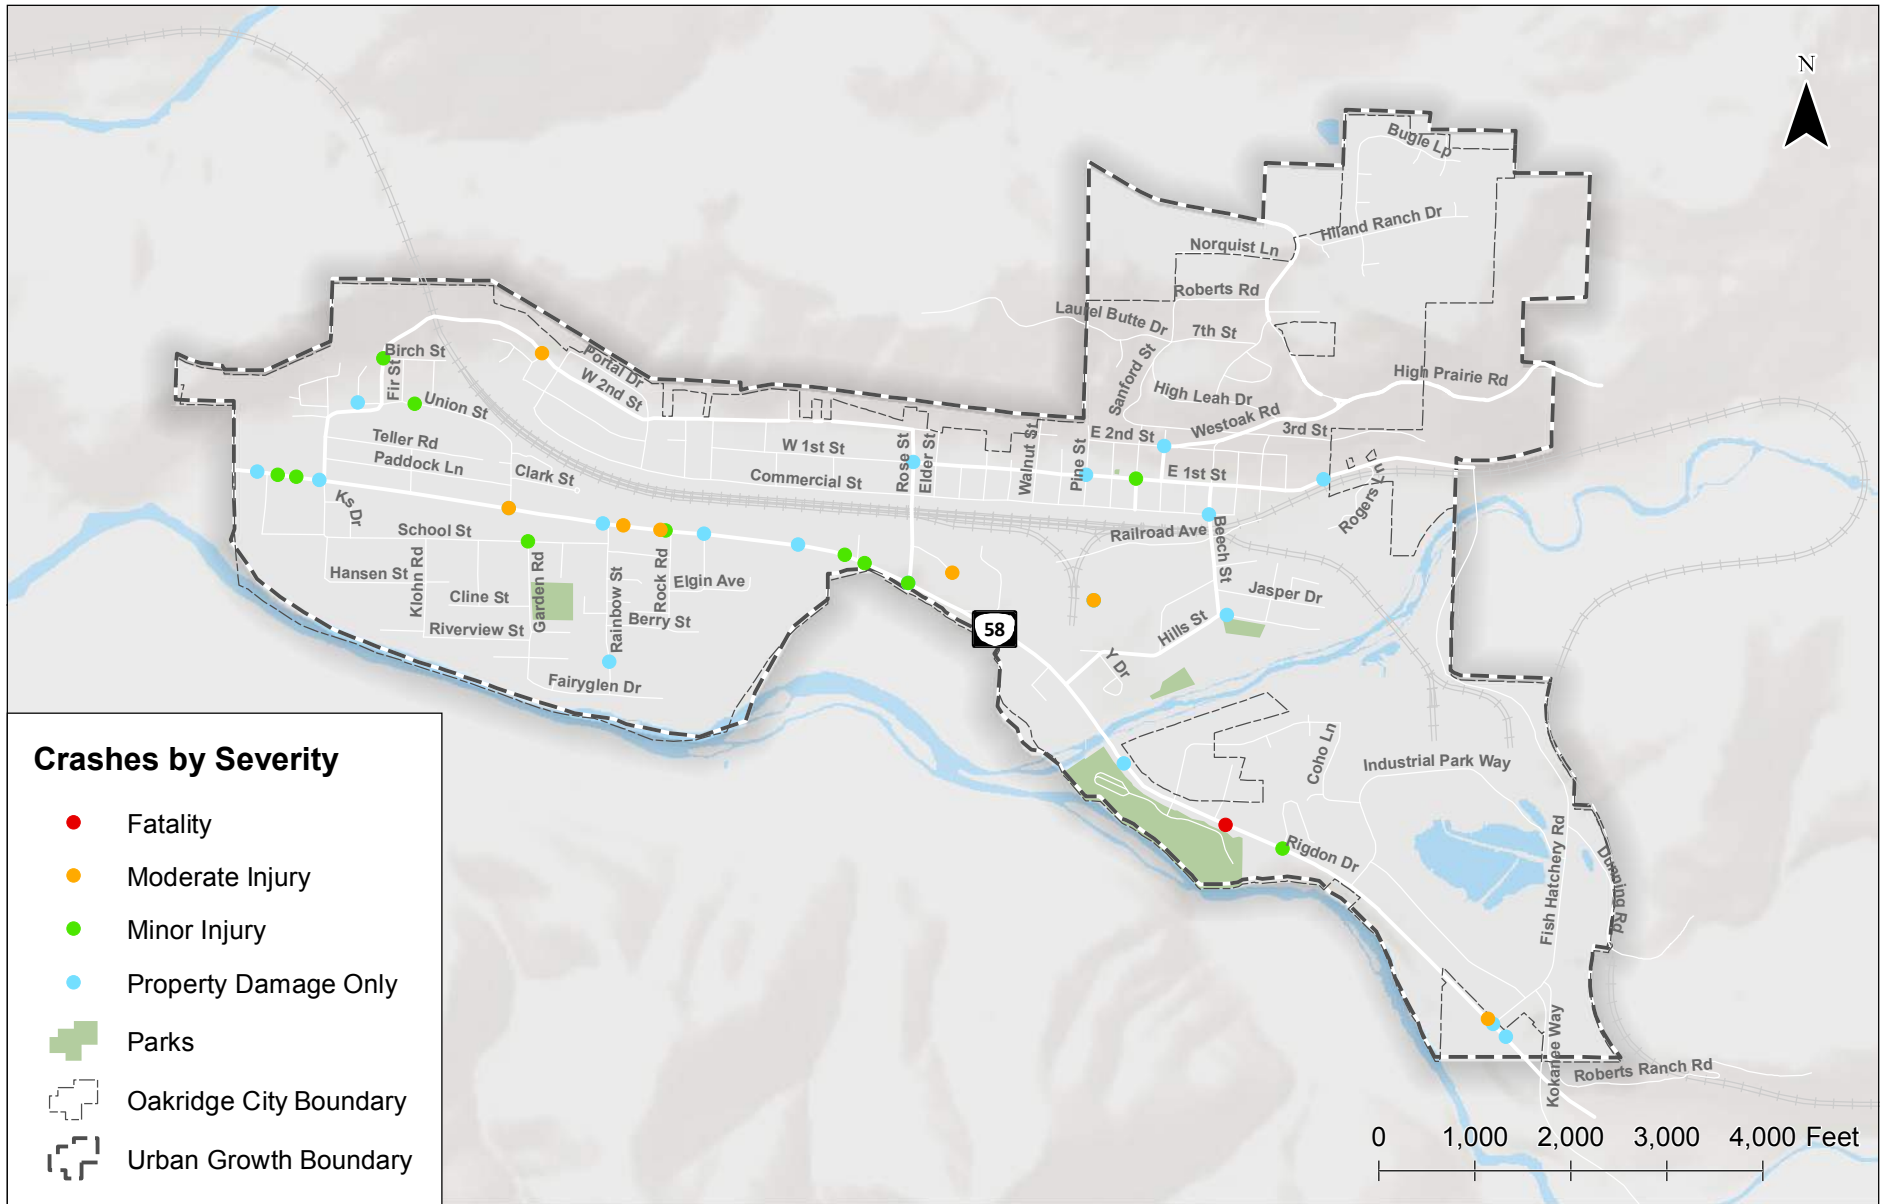 N
Bugle Lp
Hiland Ranch Dr
Norquist Ln
Roberts Rd
Laurel Butte Dr
7th St
Sanford St
High Prairie Rd
High Leah Dr
Westoak Rd
3rd St
E 2nd St
Birch St
Fir St
Portal Dr
W 2nd St
Union St
Teller Rd
Paddock Ln
Clark St
W 1st St
Commercial St
Rose St
Elder St
Walnut St
Pine St
E 1st St
Rogers Ln
Ks Dr
School St
Railroad Ave
Beech St
Hansen St
Klohn Rd
Cline St
Garden Rd
Rainbow St
Rock Rd
Elgin Ave
Berry St
Riverview St
Jasper Dr
Hills St
58
Y Dr
Fairyglen Dr
Coho Ln
Industrial Park Way
Rigdon Dr
Fish Hatchery Rd
Dunning Rd
Kokanee Way
Roberts Ranch Rd
Crashes by Severity
Fatality
Moderate Injury
Minor Injury
Property Damage Only
Parks
Oakridge City Boundary
Urban Growth Boundary
0 1,000 2,000 3,000 4,000 Feet